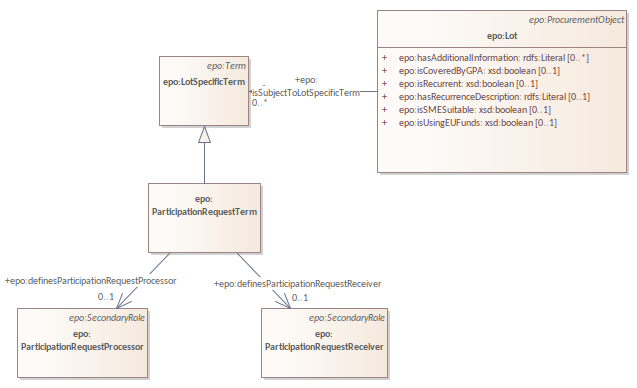 epo:ProcurementObject
epo:Lot
+ epo:hasAdditionalInformation: rdfs:Literal [0..*]
+ epo:isCoveredByGPA: xsd:boolean [0..1]
+ epo:isRecurrent: xsd:boolean [0..1]
+ epo:hasRecurrenceDescription: rdfs:Literal [0..1]
+ epo:isSMESuitable: xsd:boolean [0..1]
+ epo:isUsingEUFunds: xsd:boolean [0..1]
epo:Term
epo:LotSpecificTerm
+epo:
isSubjectToLotSpecificTerm
0..*
epo:
ParticipationRequestTerm
+epo:definesParticipationRequestProcessor
0..1
+epo:definesParticipationRequestReceiver
0..1
epo:SecondaryRole
epo:
ParticipationRequestProcessor
epo:SecondaryRole
epo:
ParticipationRequestReceiver